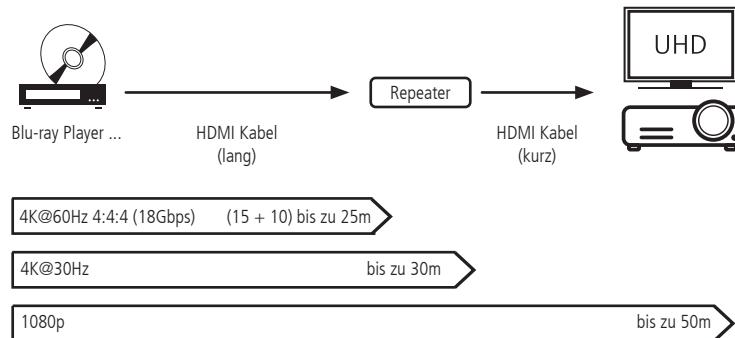 UHD
Repeater
Blu-ray Player ...
HDMI Kabel
(lang)
HDMI Kabel
(kurz)
4K@60Hz 4:4:4 (18Gbps) (15 + 10) bis zu 25m
4K@30Hz bis zu 30m
1080p bis zu 50m